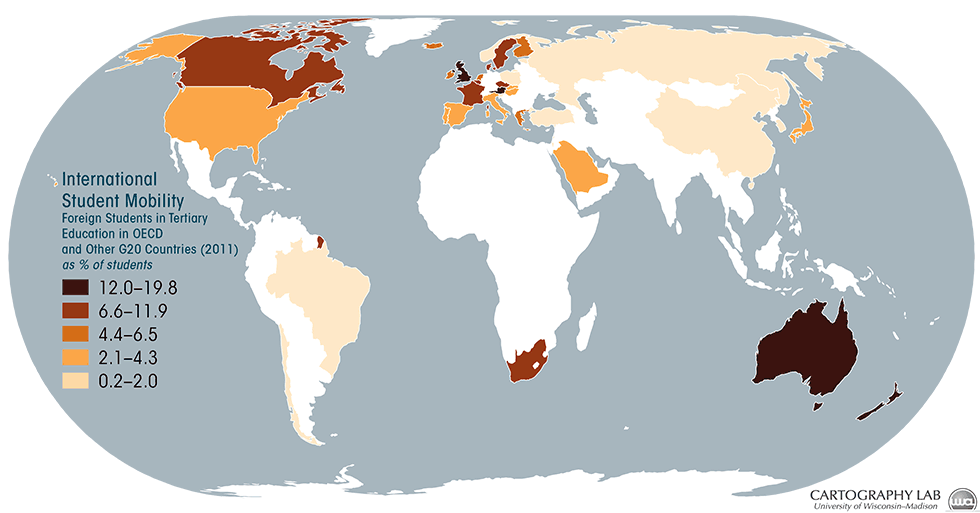 International
Student Mobility
Foreign Students in Tertiary
Education in OECD
and Other G20 Countries (2011)
as % of students
12.0–19.8
6.6–11.9
4.4–6.5
2.1–4.3
0.2–2.0
CARTOGRAPHY LAB
University of Wisconsin–Madison